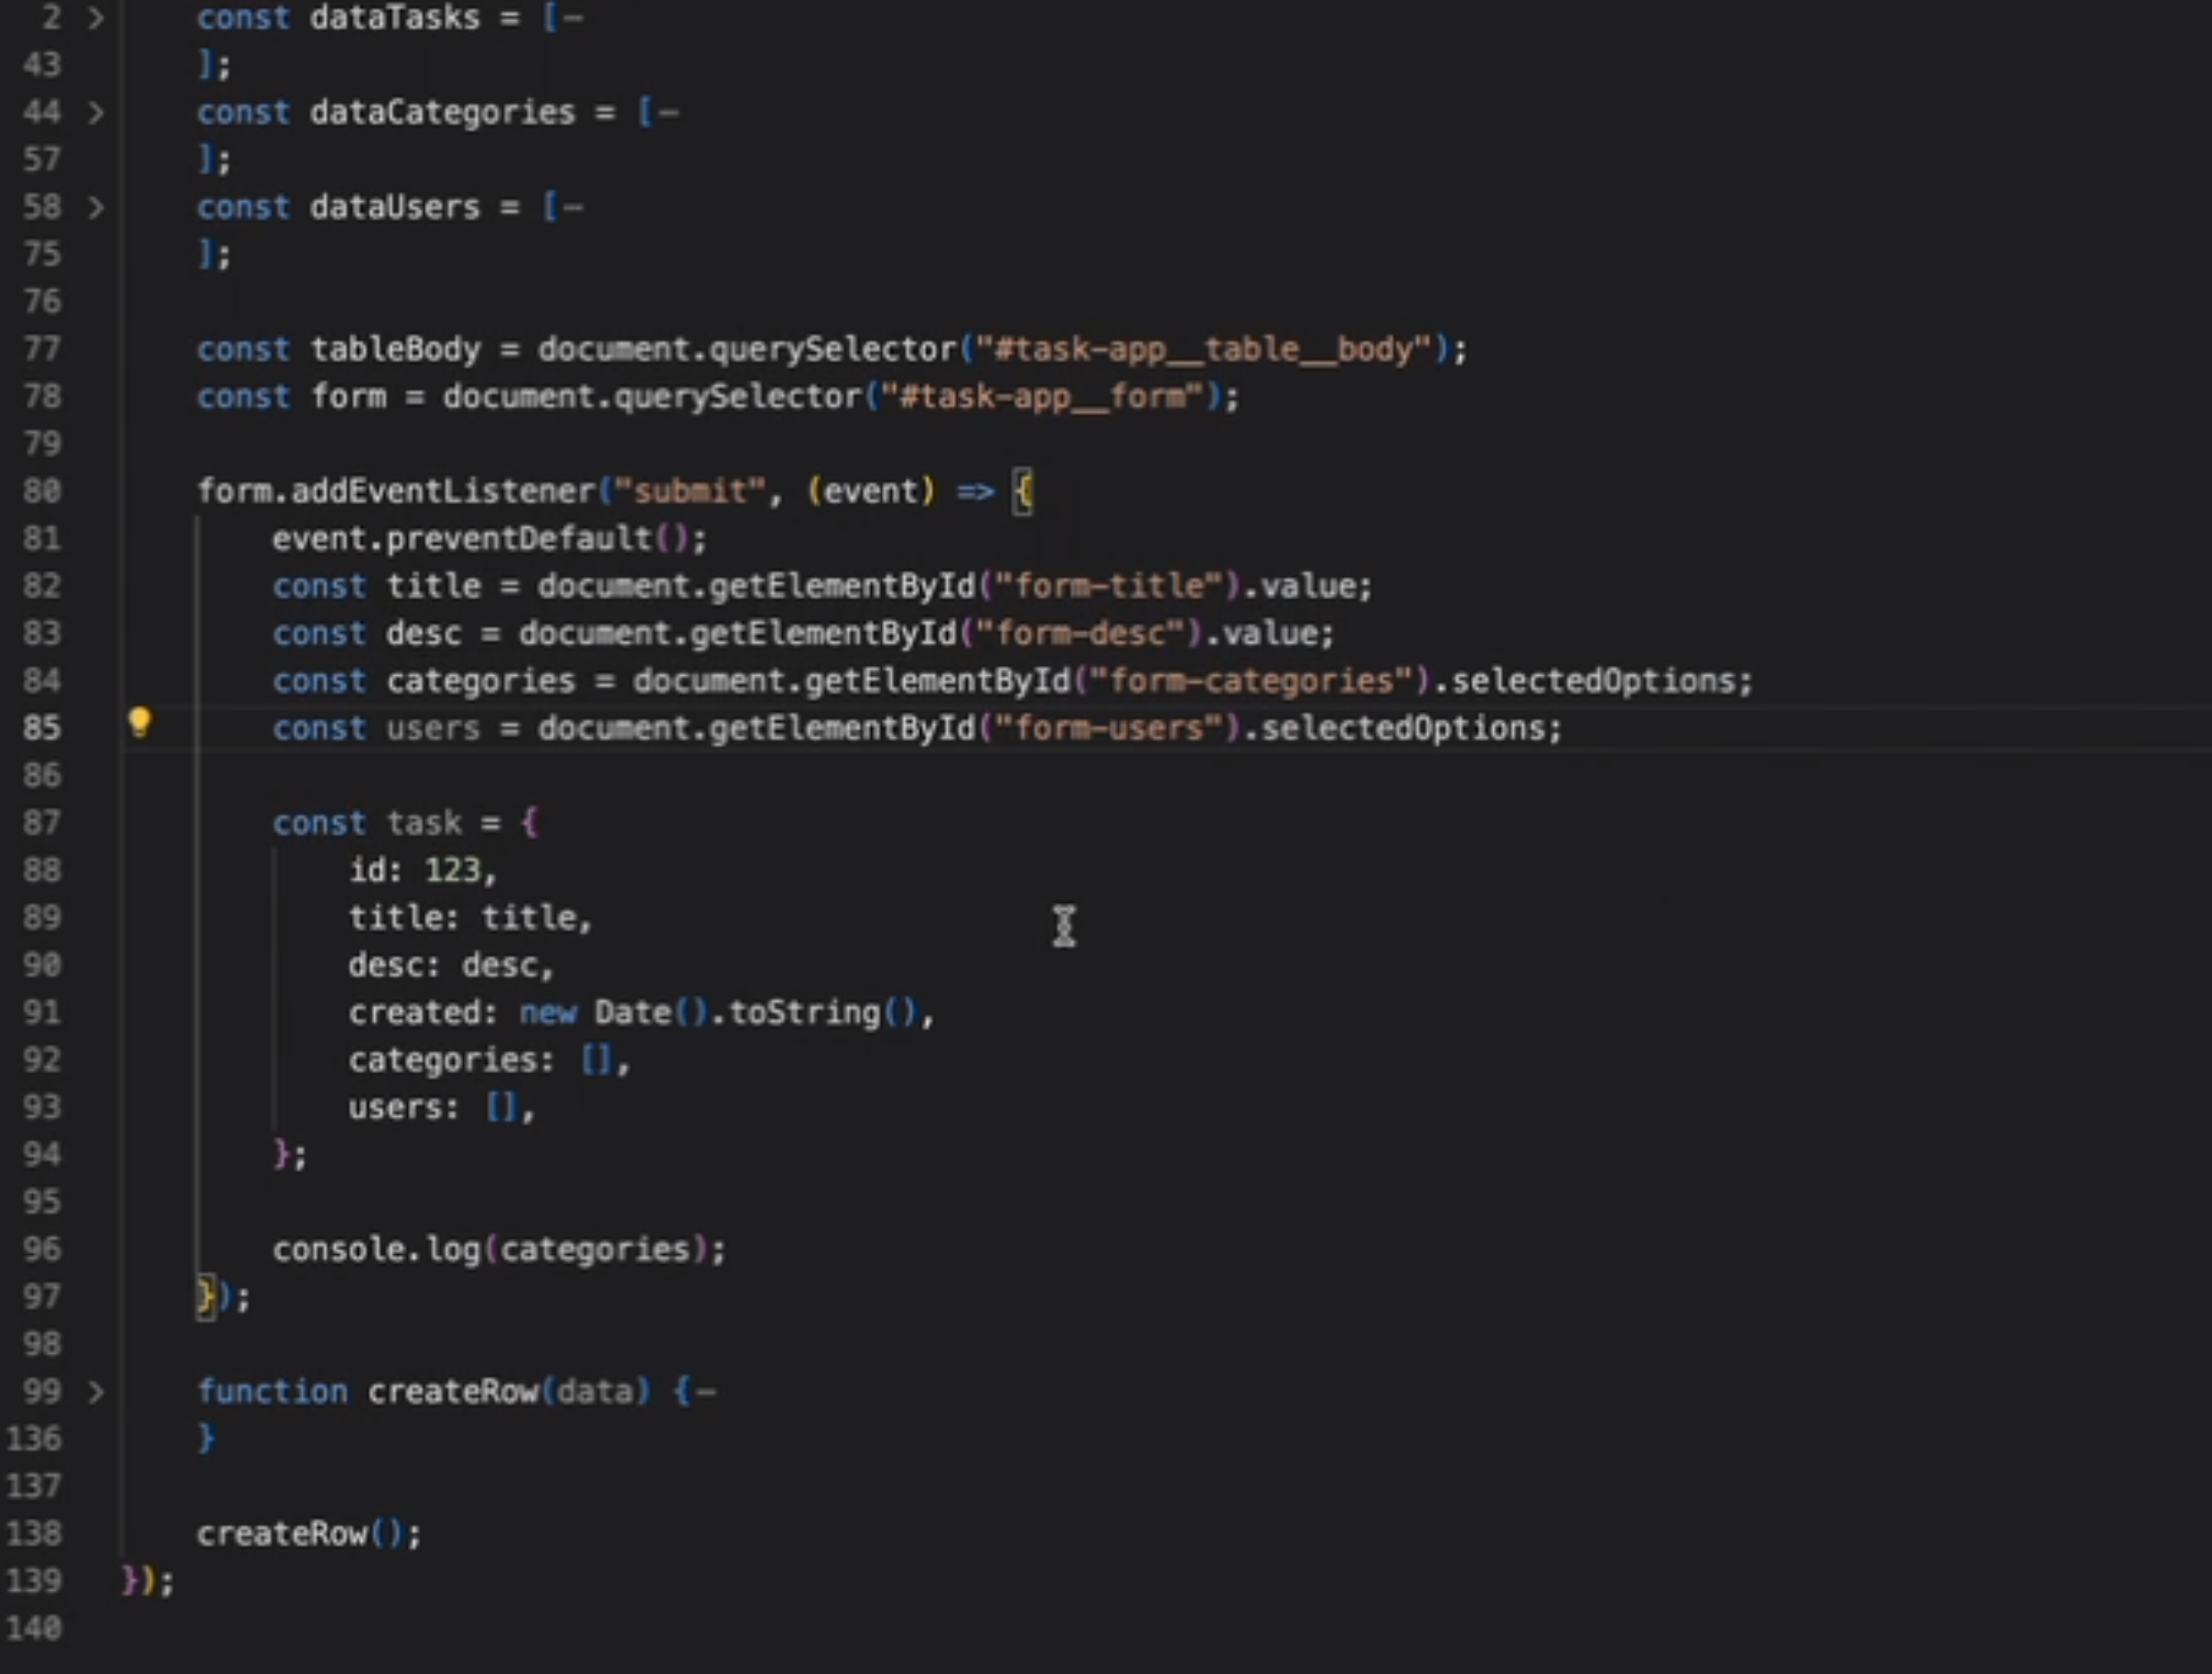 2 > const dataTasks = [–
43 ];
44 > const dataCategories = [–
57 ];
58 > const dataUsers = [–
75 ];
76
77 const tableBody = document.querySelector("#task-app__table__body");
78 const form = document.querySelector("#task-app__form");
79
80 form.addEventListener("submit", (event) => {
81 event.preventDefault();
82 const title = document.getElementById("form-title").value;
83 const desc = document.getElementById("form-desc").value;
84 const categories = document.getElementById("form-categories").selectedOptions;
85 const users = document.getElementById("form-users").selectedOptions;
86
87 const task = {
88 id: 123,
89 title: title,
90 desc: desc,
91 created: new Date().toString(),
92 categories: [],
93 users: [],
94 };
95
96 console.log(categories);
97 });
98
99 > function createRow(data) {–
136 }
137
138 createRow();
139 });
140